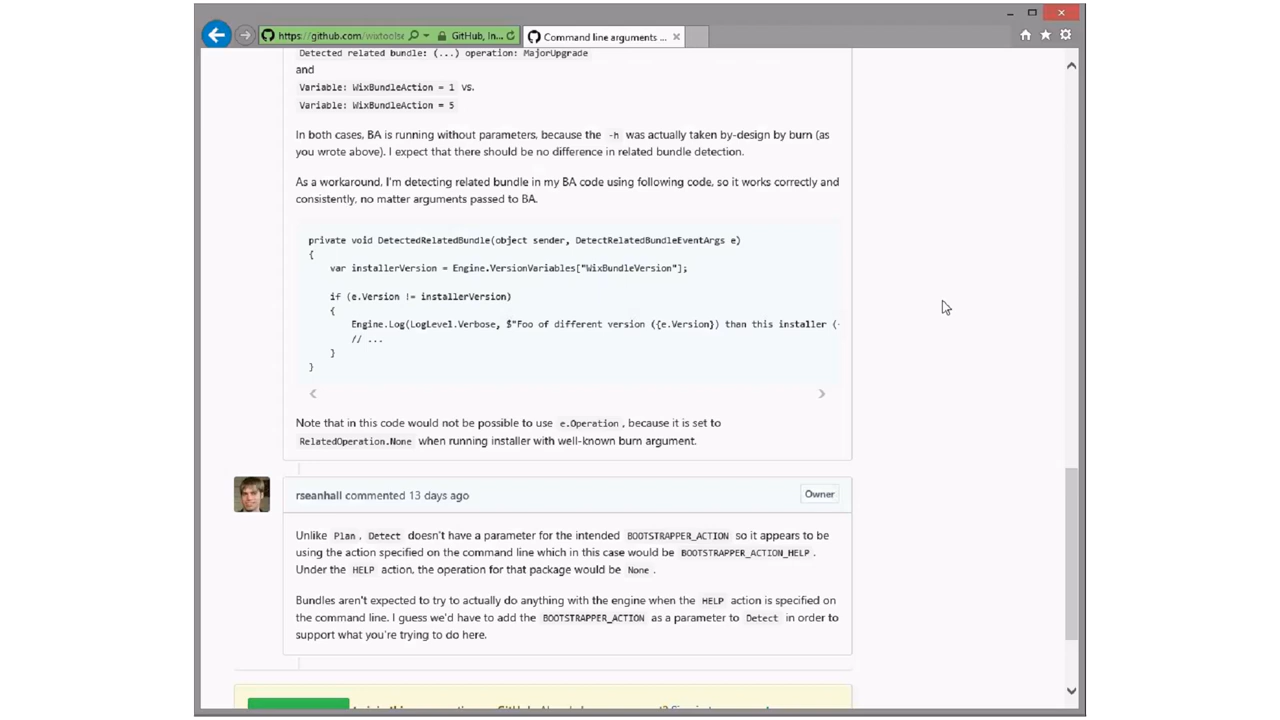 https://github.com/wixtoolse
GitHub, In...
Command line arguments ...
Detected related bundle: (...) operation: MajorUpgrade
and
Variable: WixBundleAction = 1 vs.
Variable: WixBundleAction = 5
In both cases, BA is running without parameters, because the -h was actually taken by-design by burn (as
you wrote above). I expect that there should be no difference in related bundle detection.
As a workaround, I'm detecting related bundle in my BA code using following code, so it works correctly and
consistently, no matter arguments passed to BA.
private void DetectedRelatedBundle(object sender, DetectRelatedBundleEventArgs e)
{
var installerVersion = Engine.VersionVariables["WixBundleVersion"];
if (e.Version != installerVersion)
{
Engine.Log(LogLevel.Verbose, $"Foo of different version ({e.Version}) than this installer (
// ...
}
}
Note that in this code would not be possible to use e.Operation, because it is set to
RelatedOperation.None when running installer with well-known burn argument.
rseanhall commented 13 days ago
Owner
Unlike Plan, Detect doesn't have a parameter for the intended BOOTSTRAPPER_ACTION so it appears to be
using the action specified on the command line which in this case would be BOOTSTRAPPER_ACTION_HELP.
Under the HELP action, the operation for that package would be None.
Bundles aren't expected to try to actually do anything with the engine when the HELP action is specified on
the command line. I guess we'd have to add the BOOTSTRAPPER_ACTION as a parameter to Detect in order to
support what you're trying to do here.